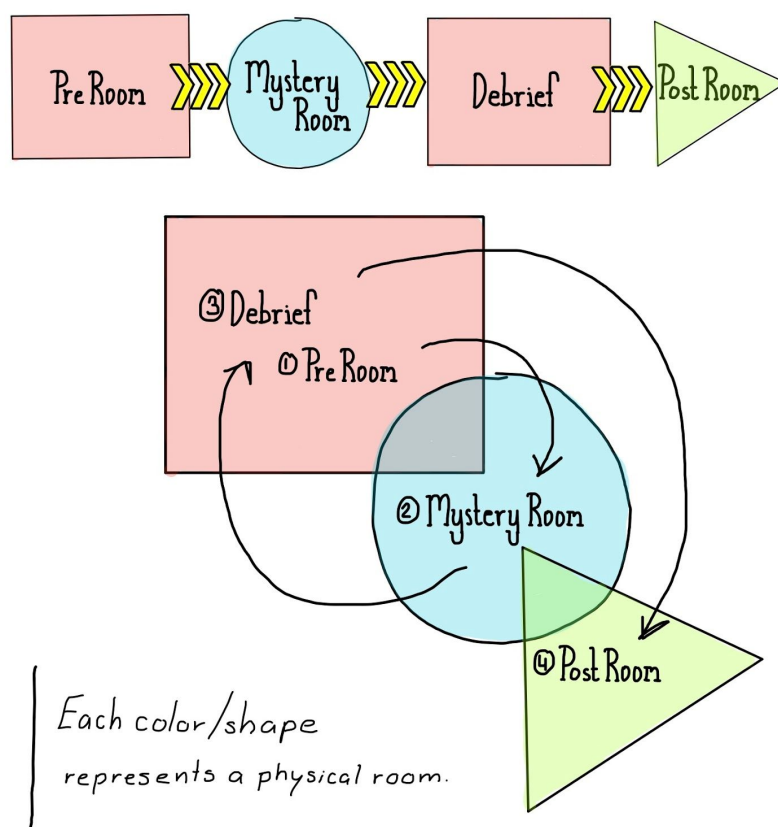 Pre Room
Mystery
Room
Debrief
Post Room
③ Debrief
① Pre Room
② Mystery Room
④ Post Room
Each color/shape
represents a physical room.